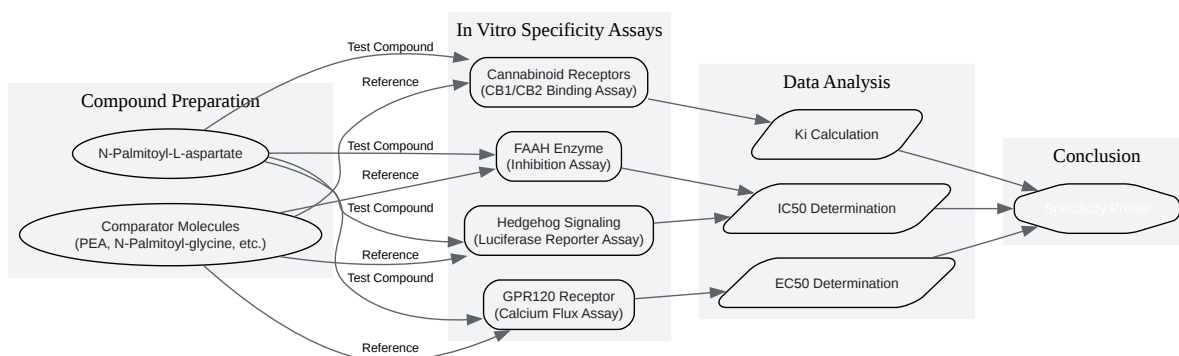 Compound Preparation
N-Palmitoyl-L-aspartate
Comparator Molecules
(PEA, N-Palmitoyl-glycine, etc.)
Test Compound
Reference
Test Compound
Reference
Test Compound
Reference
Test Compound
Reference
In Vitro Specificity Assays
Cannabinoid Receptors
(CB1/CB2 Binding Assay)
FAAH Enzyme
(Inhibition Assay)
Hedgehog Signaling
(Luciferase Reporter Assay)
GPR120 Receptor
(Calcium Flux Assay)
Data Analysis
Ki Calculation
IC50 Determination
EC50 Determination
Conclusion
Specificity Profile